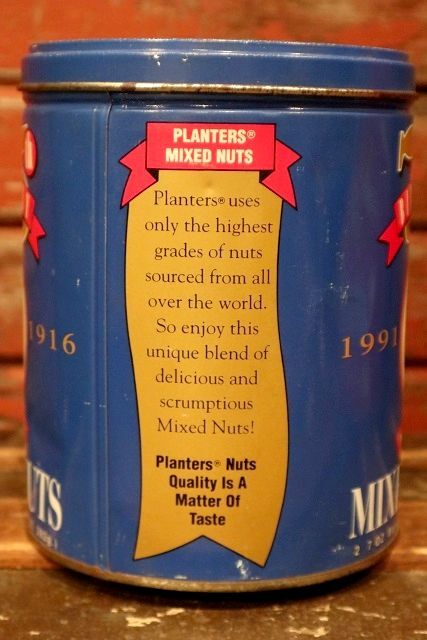 PLANTERS®
MIXED NUTS
Planters® uses
only the highest
grades of nuts
sourced from all
over the world.
So enjoy this
unique blend of
delicious and
scrumptious
Mixed Nuts!
Planters® Nuts
Quality Is A
Matter Of
Taste
1916
UTS
1991
MIX